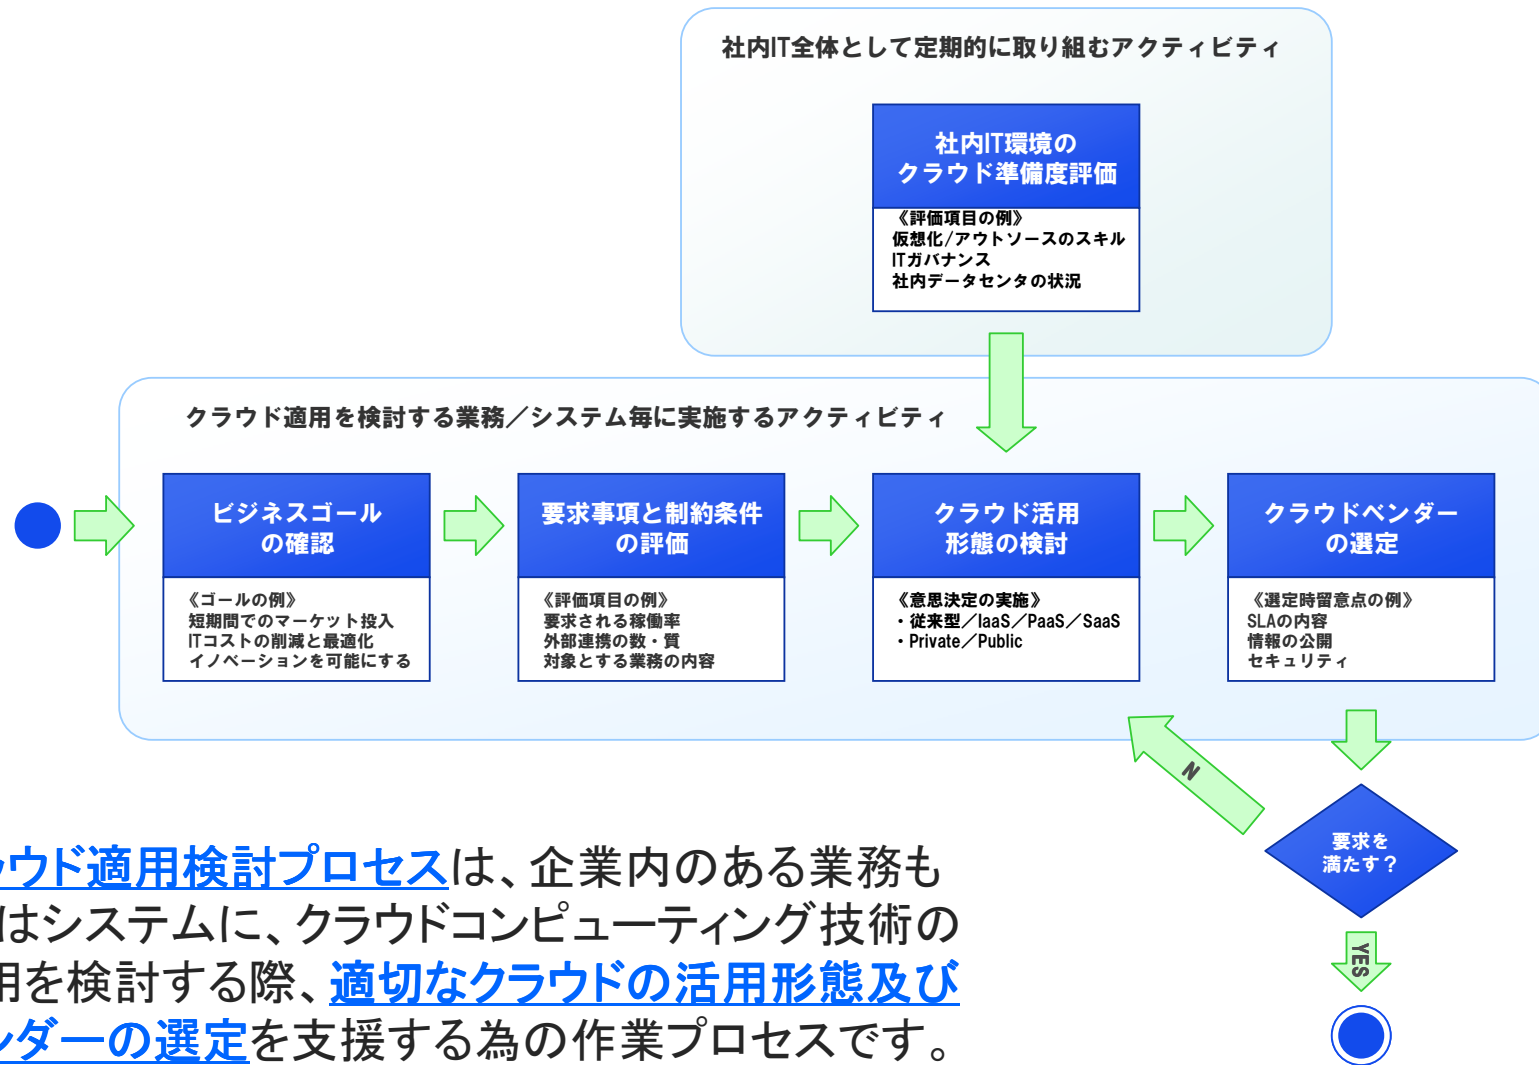 社内IT全体として定期的に取り組むアクティビティ
社内IT環境の
クラウド準備度評価
《評価項目の例》
仮想化/アウトソースのスキル
ITガバナンス
社内データセンタの状況
クラウド適用を検討する業務／システム毎に実施するアクティビティ
ビジネスゴール
の確認
《ゴールの例》
短期間でのマーケット投入
ITコストの削減と最適化
イノベーションを可能にする
要求事項と制約条件
の評価
《評価項目の例》
要求される稼働率
外部連携の数・質
対象とする業務の内容
クラウド活用
形態の検討
《意思決定の実施》
・従来型／IaaS／PaaS／SaaS
・Private／Public
クラウドベンダー
の選定
《選定時留意点の例》
SLAの内容
情報の公開
セキュリティ
N
要求を
満たす？
YES
ラウド適用検討プロセスは、企業内のある業務も
はシステムに、クラウドコンピューティング技術の
用を検討する際、適切なクラウドの活用形態及び
ンダーの選定を支援する為の作業プロセスです。